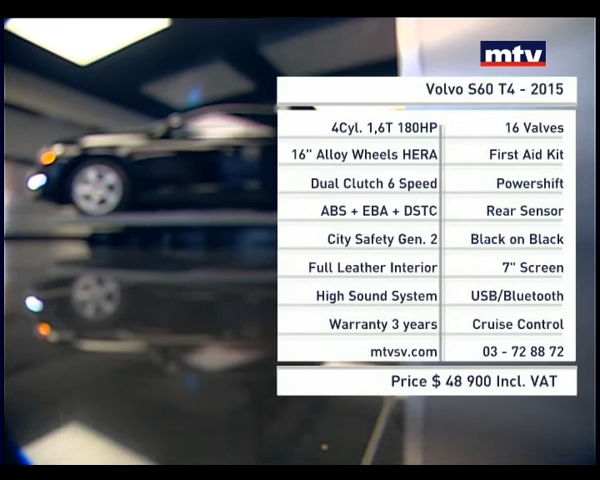 mtv
Volvo S60 T4 - 2015
4Cyl. 1,6T 180HP 16 Valves
16" Alloy Wheels HERA First Aid Kit
Dual Clutch 6 Speed Powershift
ABS + EBA + DSTC Rear Sensor
City Safety Gen. 2 Black on Black
Full Leather Interior 7" Screen
High Sound System USB/Bluetooth
Warranty 3 years Cruise Control
mtvsv.com 03 - 72 88 72
Price $ 48 900 Incl. VAT